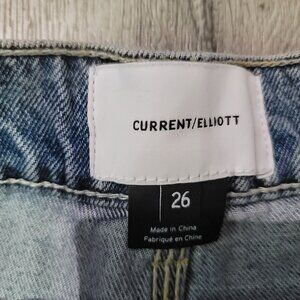 CURRENT/ELLIOTT
26
Made in China
Fabriqué en Chine